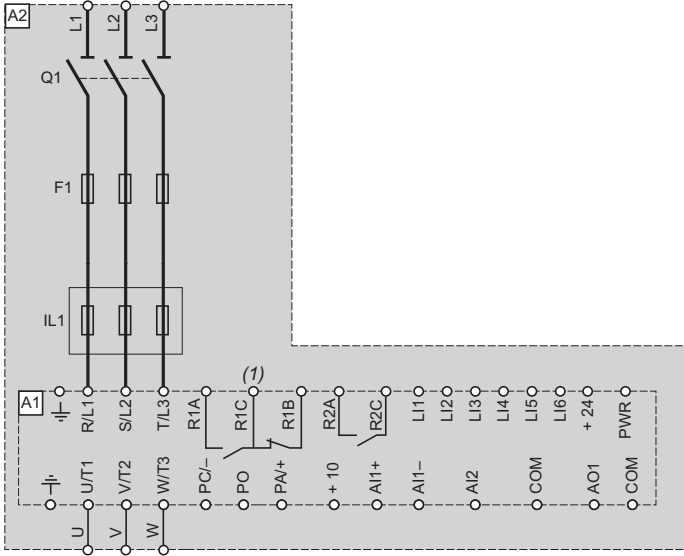 A2
L1 L2 L3
Q1
F1
IL1
(1)
A1
R/L1 S/L2 T/L3 R1A R1C R1B R2A R2C LI1 LI2 LI3 LI4 LI5 LI6 + 24 PWR
U/T1 V/T2 W/T3 PC/– PO PA/+ + 10 AI1+ AI1– AI2 COM AO1 COM
U V W